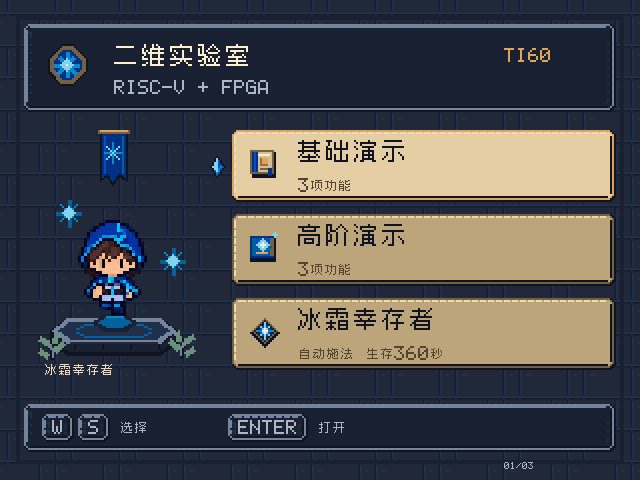 二维实验室
TI60
RISC-V + FPGA
基础演示
3项功能
高阶演示
3项功能
冰霜幸存者
自动施法 生存360秒
冰霜幸存者
W S 选择 ENTER 打开
01/03